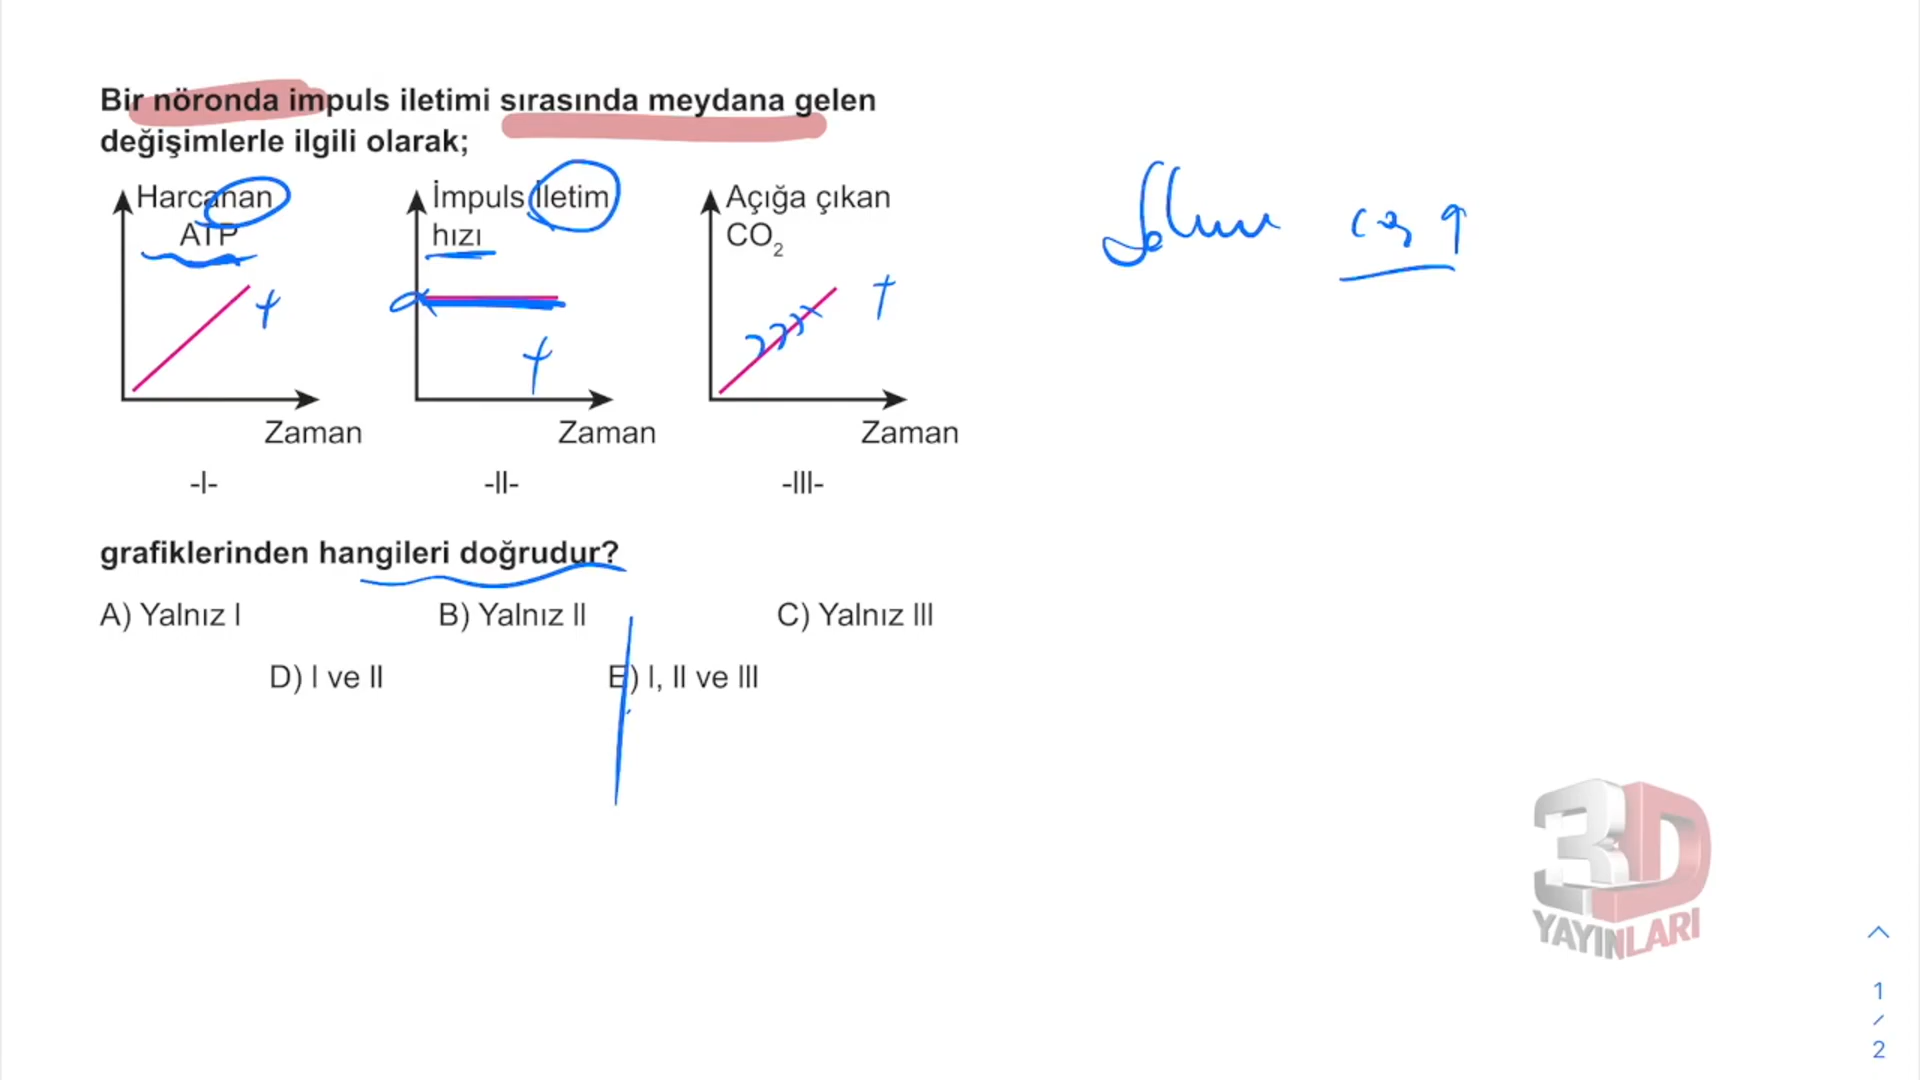 Bir nöronda impuls iletimi sırasında meydana gelen
değişimlerle ilgili olarak;
Harcanan
ATP
Zaman
-I-
İmpuls İletim
hızı
Zaman
-II-
Açığa çıkan
CO2
Zaman
-III-
grafiklerinden hangileri doğrudur?
A) Yalnız I
B) Yalnız II
C) Yalnız III
D) I ve II
E) I, II ve III
3D
YAYINLARI
1
/
2